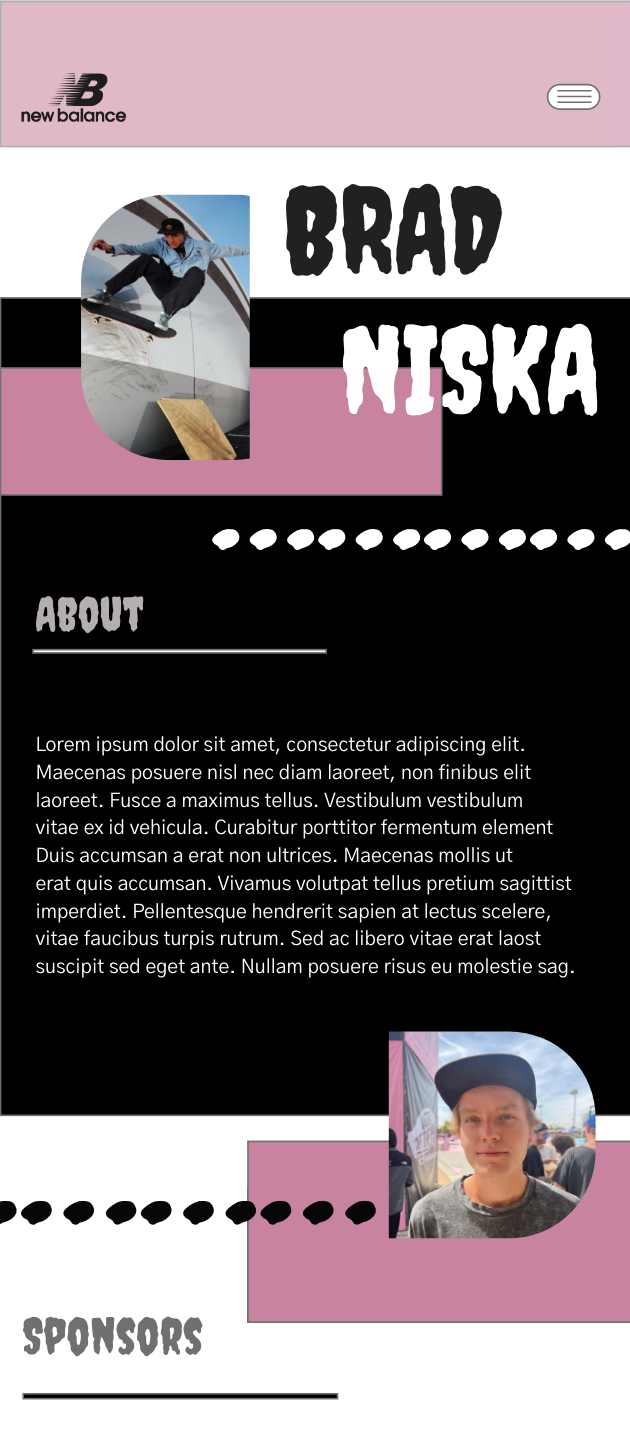 new balance
BRAD
NISKA
ABOUT
Lorem ipsum dolor sit amet, consectetur adipiscing elit.
Maecenas posuere nisl nec diam laoreet, non finibus elit
laoreet. Fusce a maximus tellus. Vestibulum vestibulum
vitae ex id vehicula. Curabitur porttitor fermentum element
Duis accumsan a erat non ultrices. Maecenas mollis ut
erat quis accumsan. Vivamus volutpat tellus pretium sagittist
imperdiet. Pellentesque hendrerit sapien at lectus scelere,
vitae faucibus turpis rutrum. Sed ac libero vitae erat laost
suscipit sed eget ante. Nullam posuere risus eu molestie sag.
SPONSORS